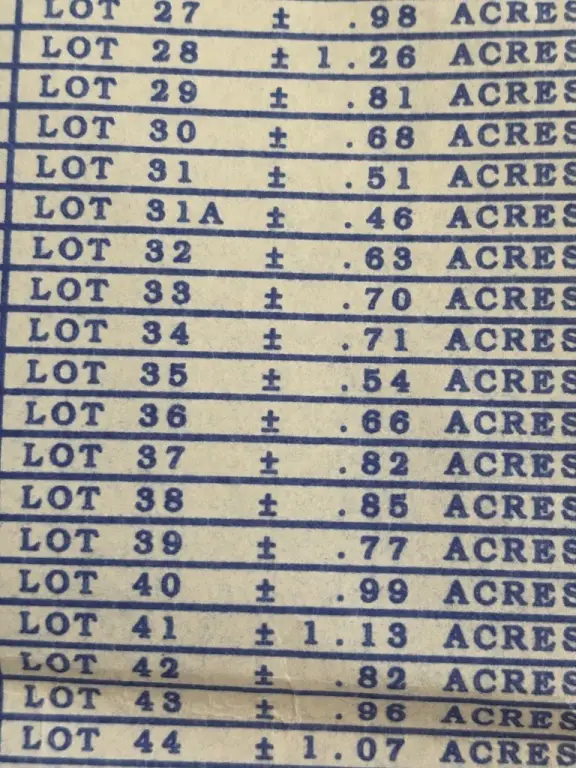 LOT 27 ± .98 ACRES
LOT 28 ± 1.26 ACRES
LOT 29 ± .81 ACRES
LOT 30 ± .68 ACRES
LOT 31 ± .51 ACRES
LOT 31A ± .46 ACRES
LOT 32 ± .63 ACRES
LOT 33 ± .70 ACRES
LOT 34 ± .71 ACRES
LOT 35 ± .54 ACRES
LOT 36 ± .66 ACRES
LOT 37 ± .82 ACRES
LOT 38 ± .85 ACRES
LOT 39 ± .77 ACRES
LOT 40 ± .99 ACRES
LOT 41 ± 1.13 ACRES
LOT 42 ± .82 ACRES
LOT 43 ± .96 ACRES
LOT 44 ± 1.07 ACRES